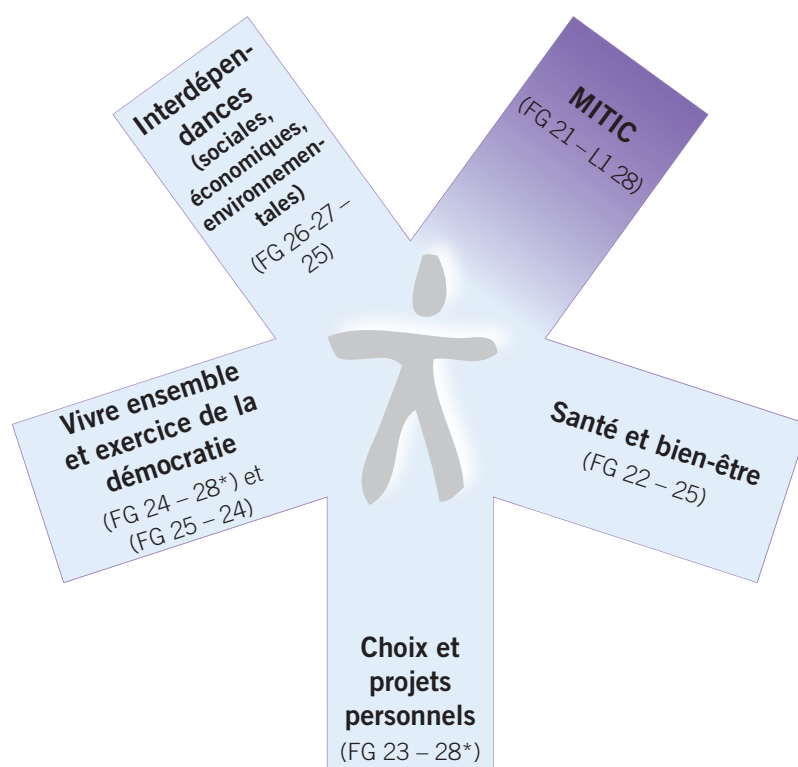 Interdépen-
dances
(sociales,
économiques,
environnemen-
tales)
(FG 26-27 –
25)
MITIC
(FG 21 – L1 28)
Vivre ensemble
et exercice de la
démocratie
(FG 24 – 28*) et
(FG 25 – 24)
Santé et bien-être
(FG 22 – 25)
Choix et
projets
personnels
(FG 23 – 28*)